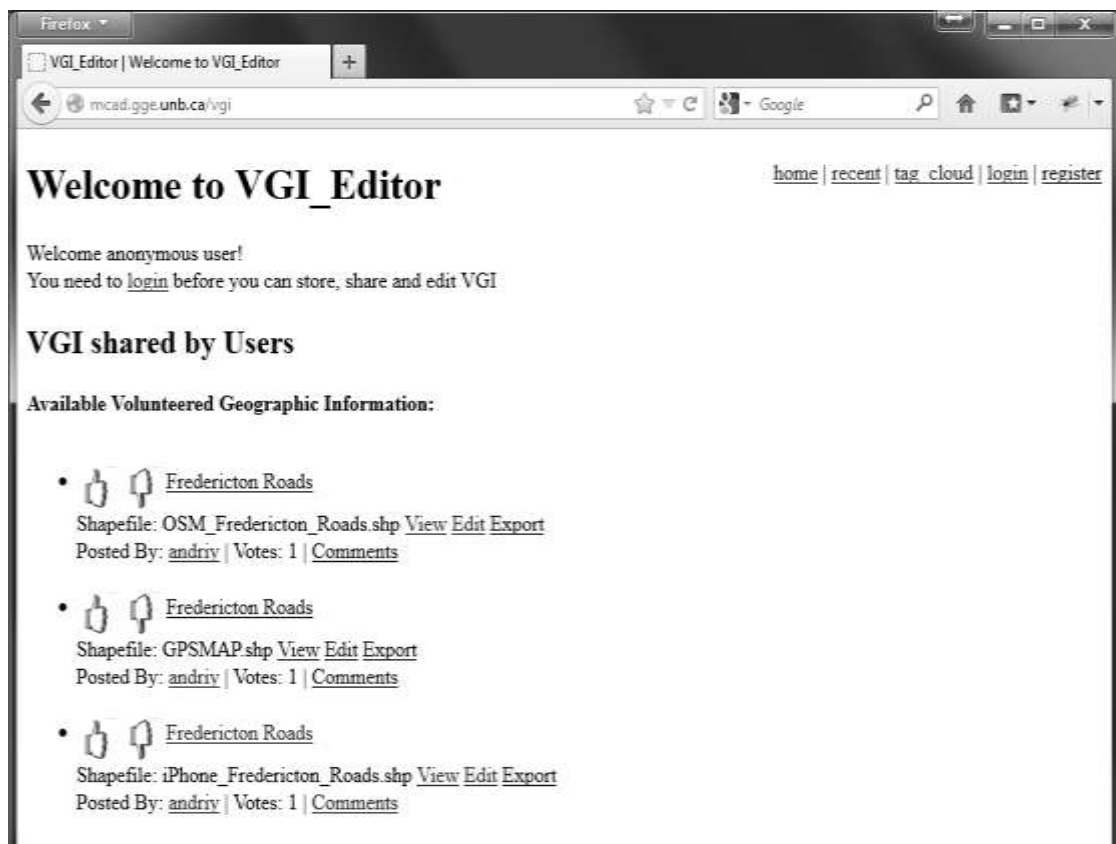 Firefox
VGI_Editor | Welcome to VGI_Editor
mcad.gge.unb.ca/vgi
Google
Welcome to VGI_Editor
home | recent | tag_cloud | login | register
Welcome anonymous user!
You need to login before you can store, share and edit VGI
VGI shared by Users
Available Volunteered Geographic Information:
Fredericton Roads
Shapefile: OSM_Fredericton_Roads.shp View Edit Export
Posted By: andriv | Votes: 1 | Comments
Fredericton Roads
Shapefile: GPSMAP.shp View Edit Export
Posted By: andriv | Votes: 1 | Comments
Fredericton Roads
Shapefile: iPhone_Fredericton_Roads.shp View Edit Export
Posted By: andriv | Votes: 1 | Comments